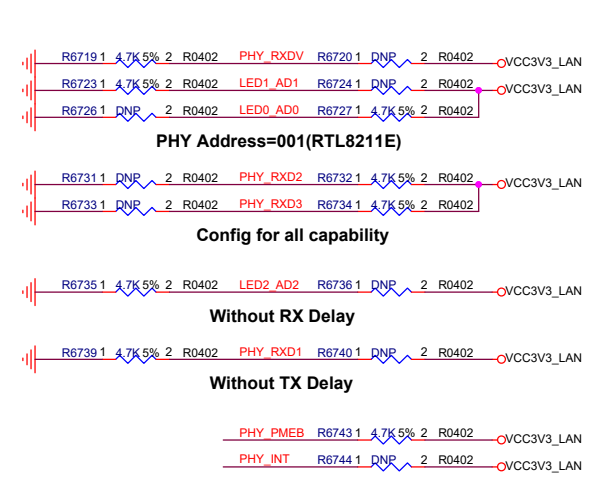 R6719 1 4.7K 5% 2 R0402 PHY_RXDV R6720 1 DNP 2 R0402 VCC3V3_LAN
R6723 1 4.7K 5% 2 R0402 LED1_AD1 R6724 1 DNP 2 R0402 VCC3V3_LAN
R6726 1 DNP 2 R0402 LED0_AD0 R6727 1 4.7K 5% 2 R0402
PHY Address=001(RTL8211E)
R6731 1 DNP 2 R0402 PHY_RXD2 R6732 1 4.7K 5% 2 R0402 VCC3V3_LAN
R6733 1 DNP 2 R0402 PHY_RXD3 R6734 1 4.7K 5% 2 R0402
Config for all capability
R6735 1 4.7K 5% 2 R0402 LED2_AD2 R6736 1 DNP 2 R0402 VCC3V3_LAN
Without RX Delay
R6739 1 4.7K 5% 2 R0402 PHY_RXD1 R6740 1 DNP 2 R0402 VCC3V3_LAN
Without TX Delay
PHY_PMEB R6743 1 4.7K 5% 2 R0402 VCC3V3_LAN
PHY_INT R6744 1 DNP 2 R0402 VCC3V3_LAN